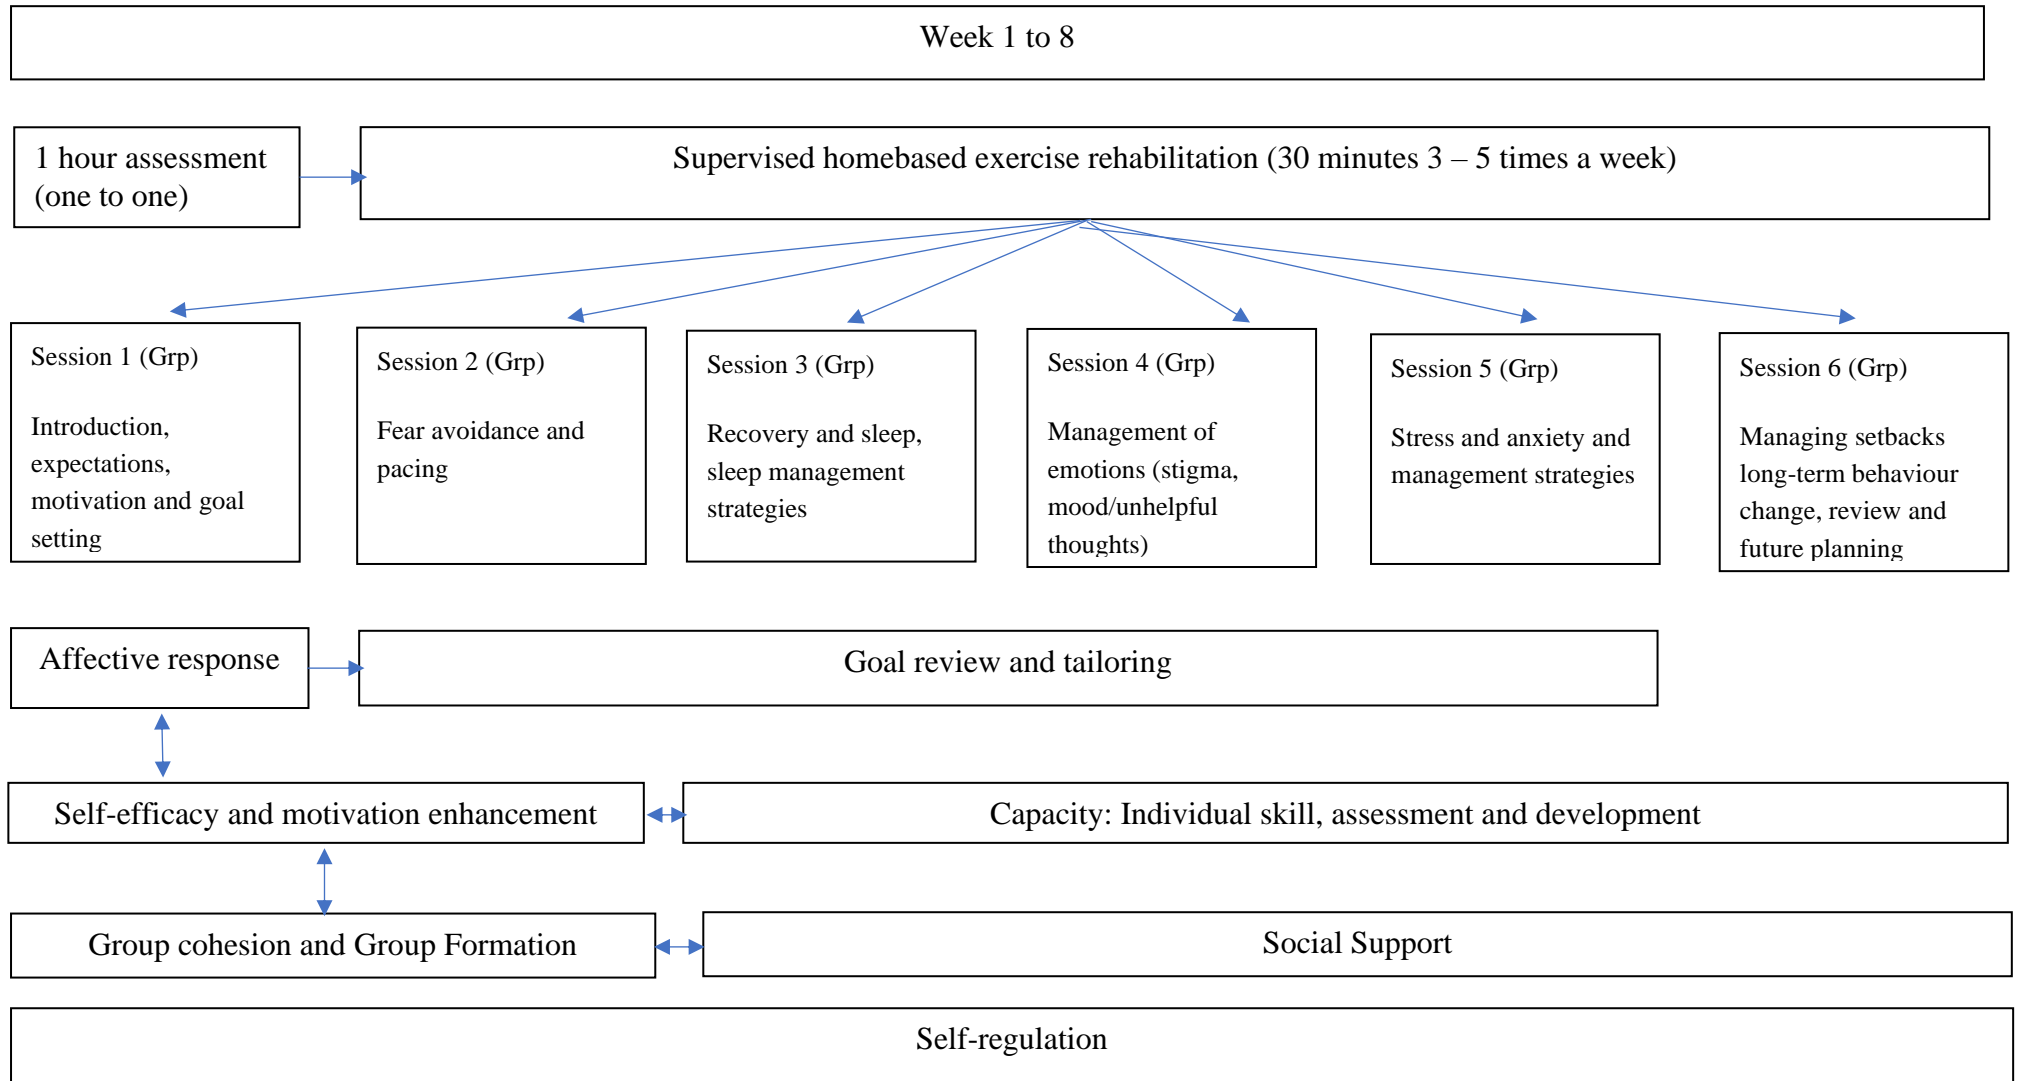 Week 1 to 8
1 hour assessment
(one to one)
Supervised homebased exercise rehabilitation (30 minutes 3 – 5 times a week)
Session 1 (Grp)
Introduction,
expectations,
motivation and goal
setting
Session 2 (Grp)
Fear avoidance and
pacing
Session 3 (Grp)
Recovery and sleep,
sleep management
strategies
Session 4 (Grp)
Management of
emotions (stigma,
mood/unhelpful
thoughts)
Session 5 (Grp)
Stress and anxiety and
management strategies
Session 6 (Grp)
Managing setbacks
long-term behaviour
change, review and
future planning
Affective response
Goal review and tailoring
Self-efficacy and motivation enhancement
Capacity: Individual skill, assessment and development
Group cohesion and Group Formation
Social Support
Self-regulation